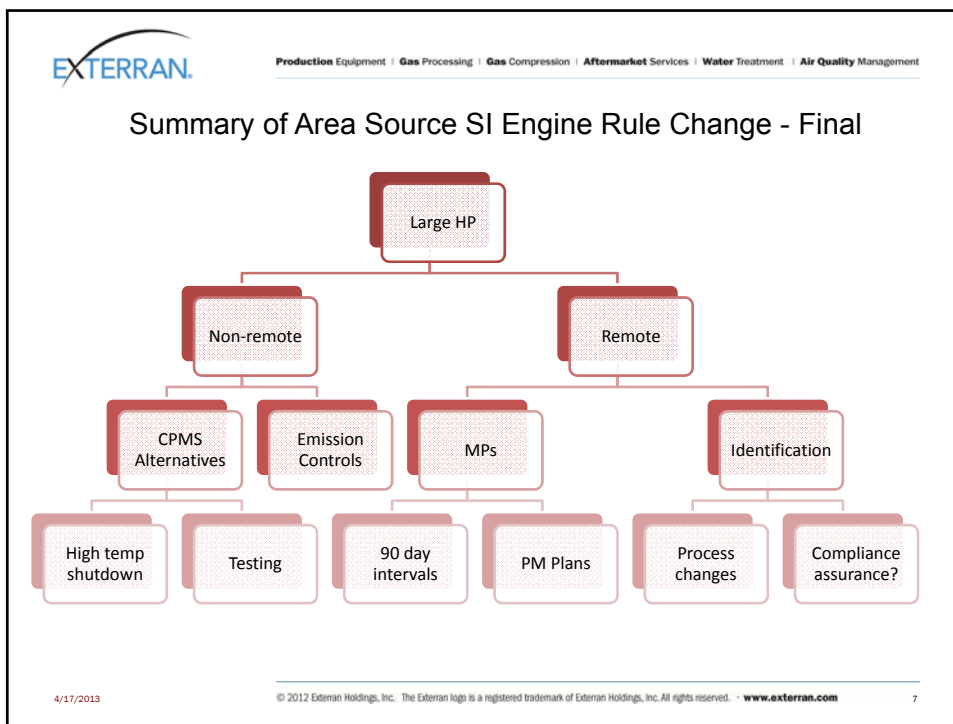 EXTERRAN.
Production Equipment | Gas Processing | Gas Compression | Aftermarket Services | Water Treatment | Air Quality Management
Summary of Area Source SI Engine Rule Change - Final
Large HP
Non-remote
Remote
CPMS
Alternatives
Emission
Controls
MPs
Identification
High temp
shutdown
Testing
90 day
intervals
PM Plans
Process
changes
Compliance
assurance?
4/17/2013
© 2012 Exterran Holdings, Inc. The Exterran logo is a registered trademark of Exterran Holdings, Inc. All rights reserved. · www.exterran.com
7